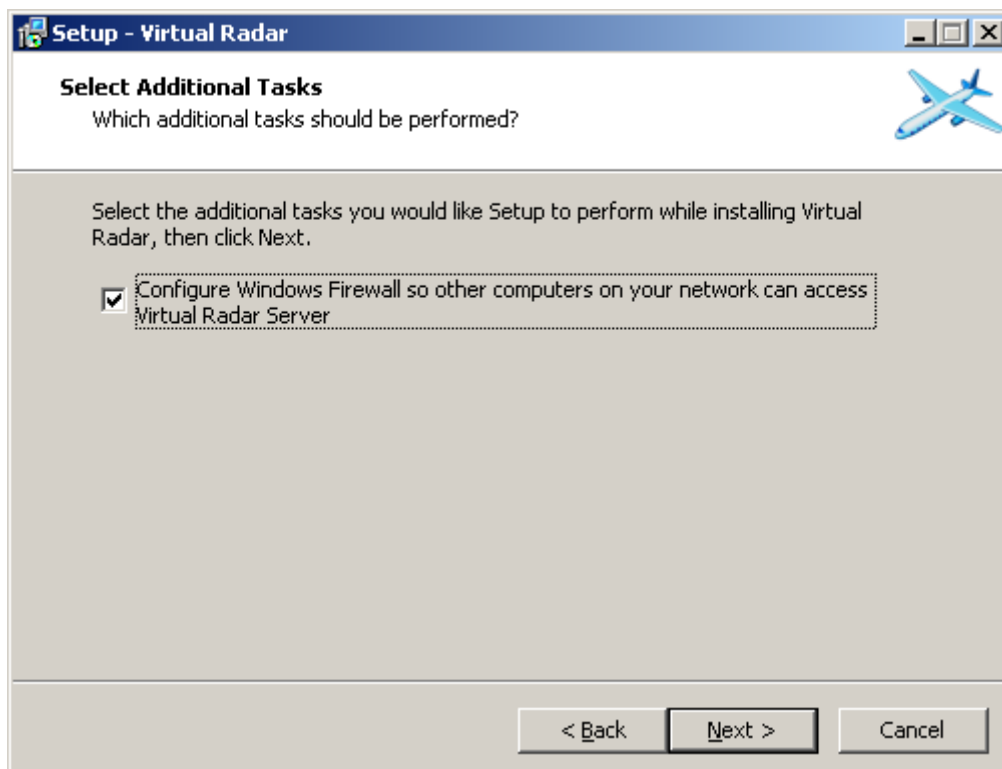 Setup - Virtual Radar
Select Additional Tasks
Which additional tasks should be performed?
Select the additional tasks you would like Setup to perform while installing Virtual
Radar, then click Next.
Configure Windows Firewall so other computers on your network can access
Virtual Radar Server
< Back
Next >
Cancel